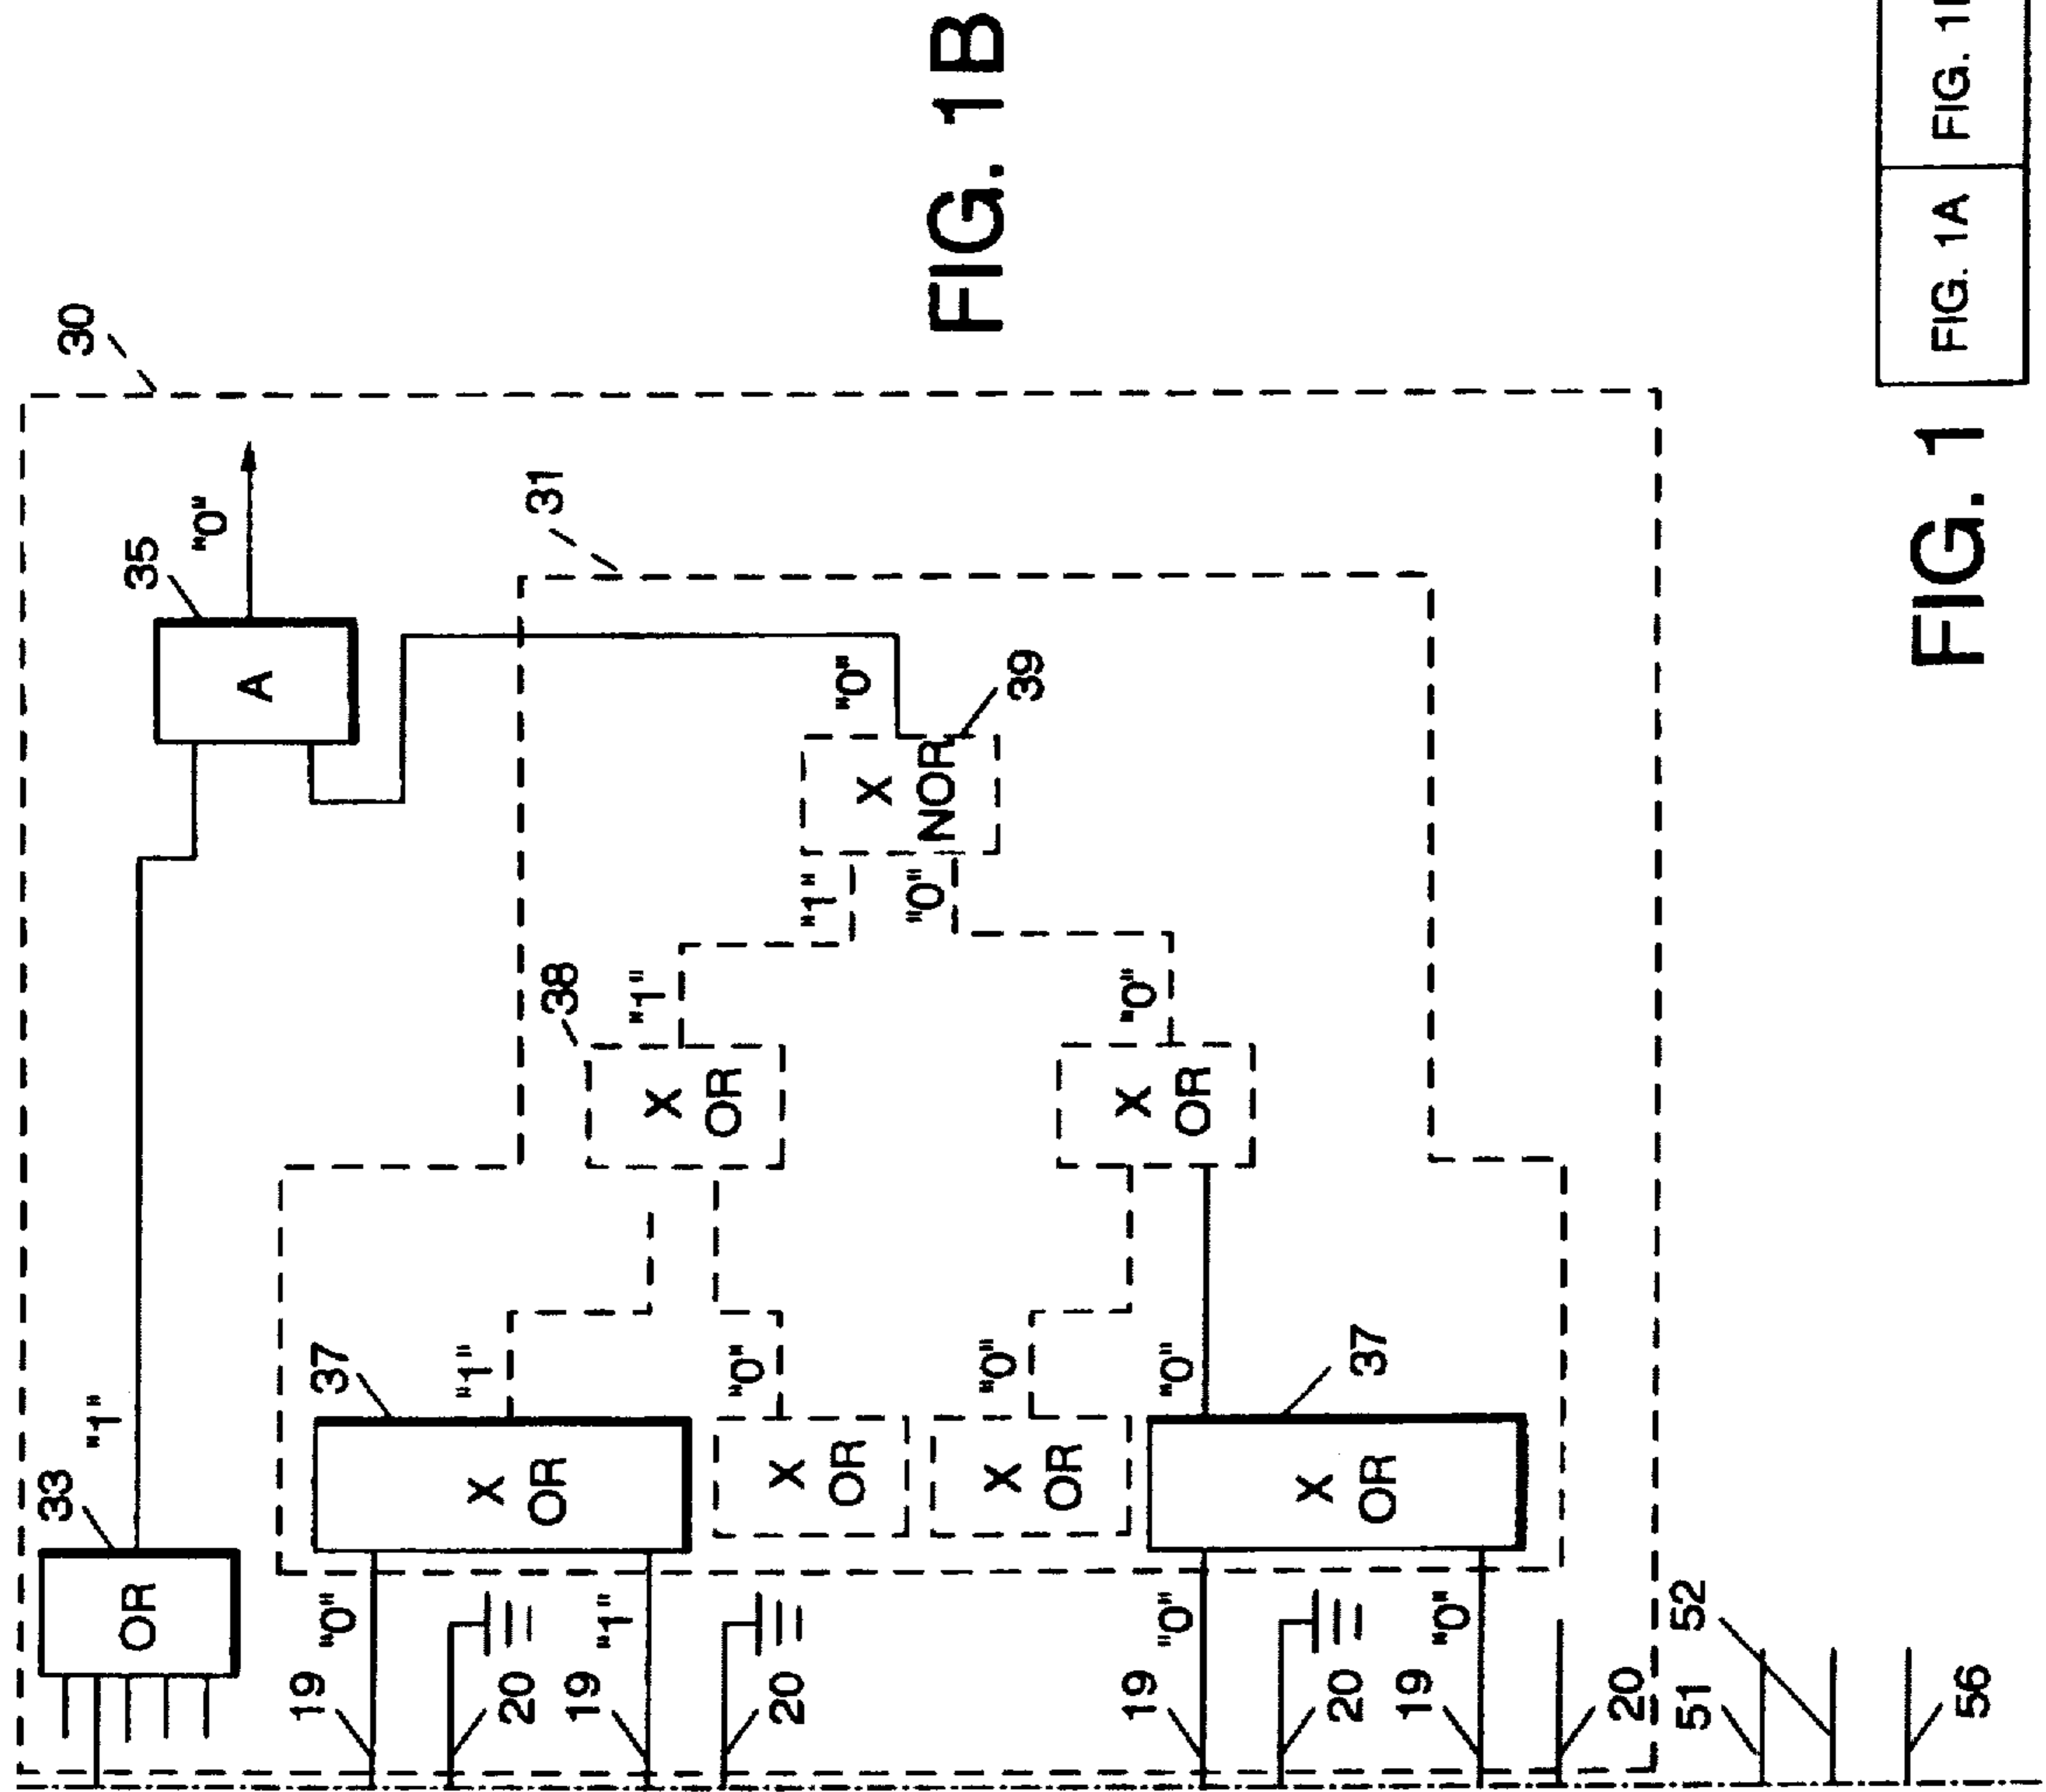 30
33
"1"
35
A
"0"
OR
31
19
"0"
37
X
OR
"1"
38
X
OR
"1"
20
19
"1"
"0"
X
OR
20
"1"
"0"
X
NOR
"0"
39
"0"
X
OR
19
"0"
"0"
X
OR
37
X
OR
"0"
20
19
"0"
20
51
52
56
FIG. 1B
FIG. 1
FIG. 1A